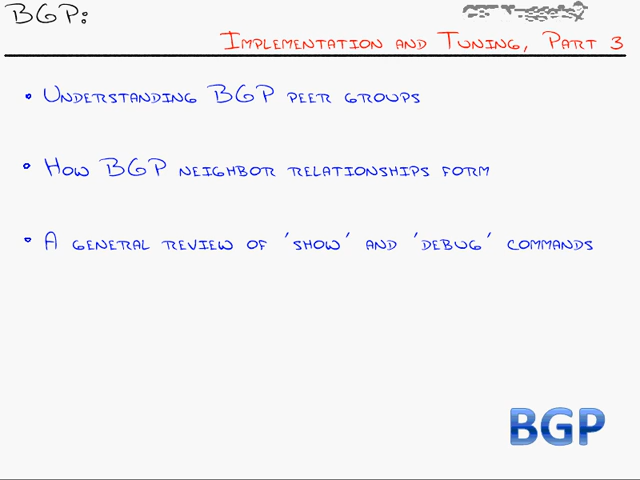 BGP:
Implementation and Tuning, Part 3
• Understanding BGP peer groups
• How BGP neighbor relationships form
• A general review of 'show' and 'debug' commands
BGP